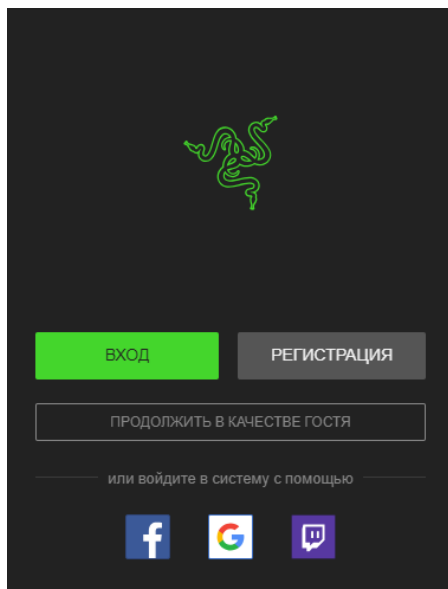 ВХОД
РЕГИСТРАЦИЯ
ПРОДОЛЖИТЬ В КАЧЕСТВЕ ГОСТЯ
или войдите в систему с помощью